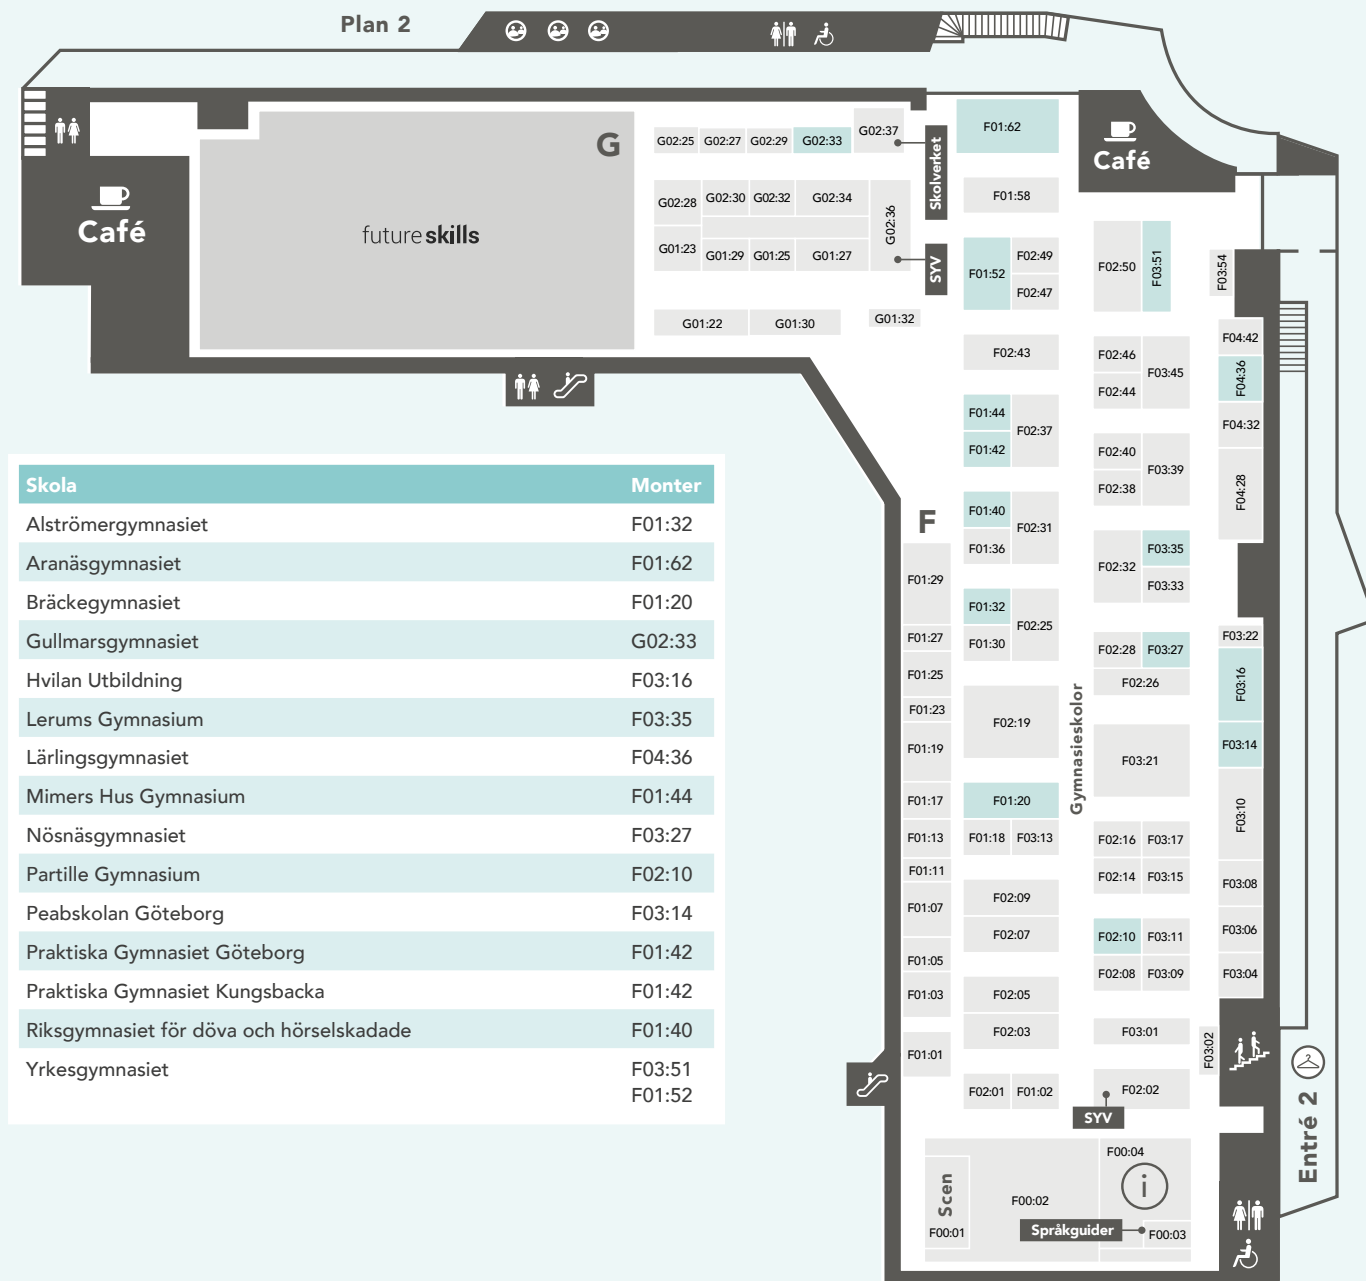 Plan 2
G
Café
futureskills
G02:25 G02:27 G02:29 G02:33 G02:37
Skolverket
G02:28 G02:30 G02:32 G02:34 G02:36
G01:23 G01:29 G01:25 G01:27
SYV
G01:22 G01:30 G01:32
F01:62
Café
F01:58
F01:52 F02:49
F02:47
F02:50 F03:51 F03:54
F02:43
F02:46 F03:45
F02:44
F04:42
F04:36
F04:32
F04:28
F01:44 F02:37
F01:42
F02:40 F03:39
F02:38
F
F01:40 F02:31
F01:36
F02:32 F03:35
F03:33
F01:29
F01:27
F01:25
F01:23
F01:19
F01:17
F01:13
F01:11
F01:07
F01:05
F01:03
F01:01
F01:32 F02:25
F01:30
F02:28 F03:27
F02:26
F03:22
F03:16
F03:14
F03:10
F03:08
F03:06
F03:04
F02:19
Gymnasieskolor
F03:21
F01:20
F01:18 F03:13
F02:16 F03:17
F02:14 F03:15
F02:09
F02:07
F02:10 F03:11
F02:08 F03:09
F02:05
F02:03
F03:01
F03:02
F02:01 F01:02
F02:02
SYV
Entré 2
Scen
F00:01
F00:02
F00:04
i
Språkguider
F00:03
Skola Monter
Alströmergymnasiet F01:32
Aranäsgymnasiet F01:62
Bräckegymnasiet F01:20
Gullmarsgymnasiet G02:33
Hvilan Utbildning F03:16
Lerums Gymnasium F03:35
Lärlingsgymnasiet F04:36
Mimers Hus Gymnasium F01:44
Nösnäsgymnasiet F03:27
Partille Gymnasium F02:10
Peabskolan Göteborg F03:14
Praktiska Gymnasiet Göteborg F01:42
Praktiska Gymnasiet Kungsbacka F01:42
Riksgymnasiet för döva och hörselskadade F01:40
Yrkesgymnasiet F03:51
F01:52